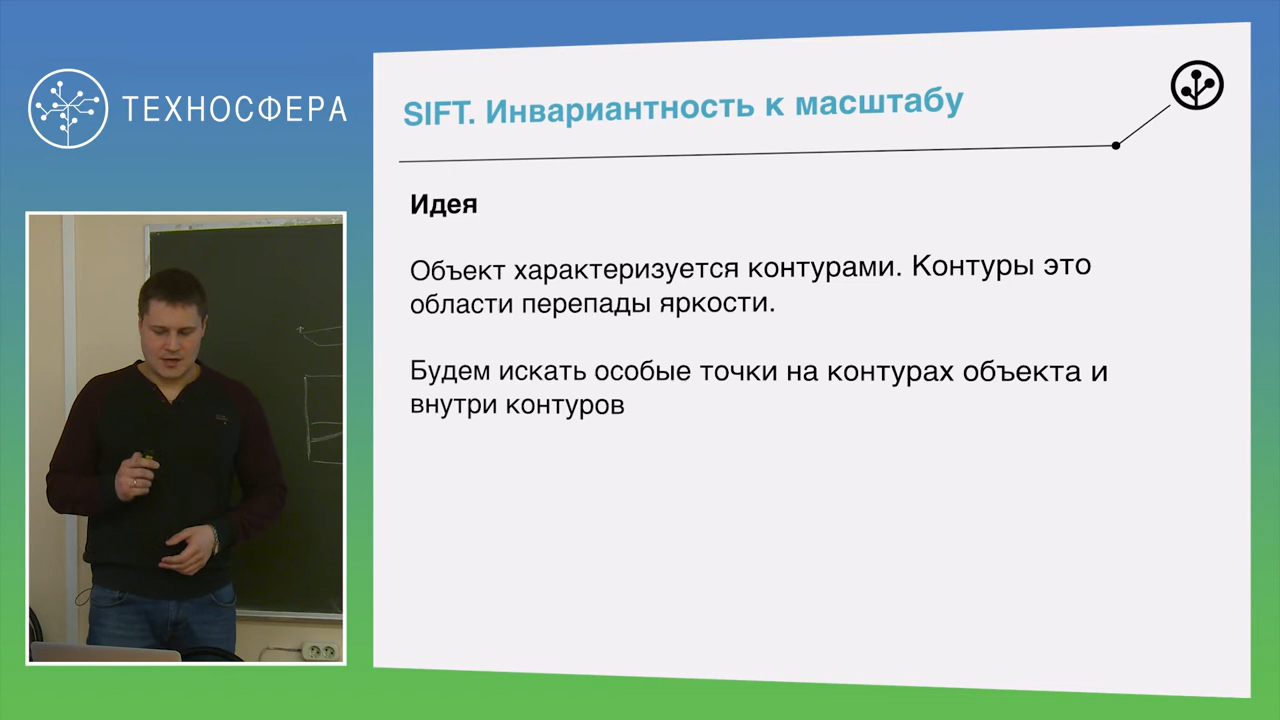 ТЕХНОСФЕРА
SIFT. Инвариантность к масштабу
Идея
Объект характеризуется контурами. Контуры это
области перепады яркости.
Будем искать особые точки на контурах объекта и
внутри контуров